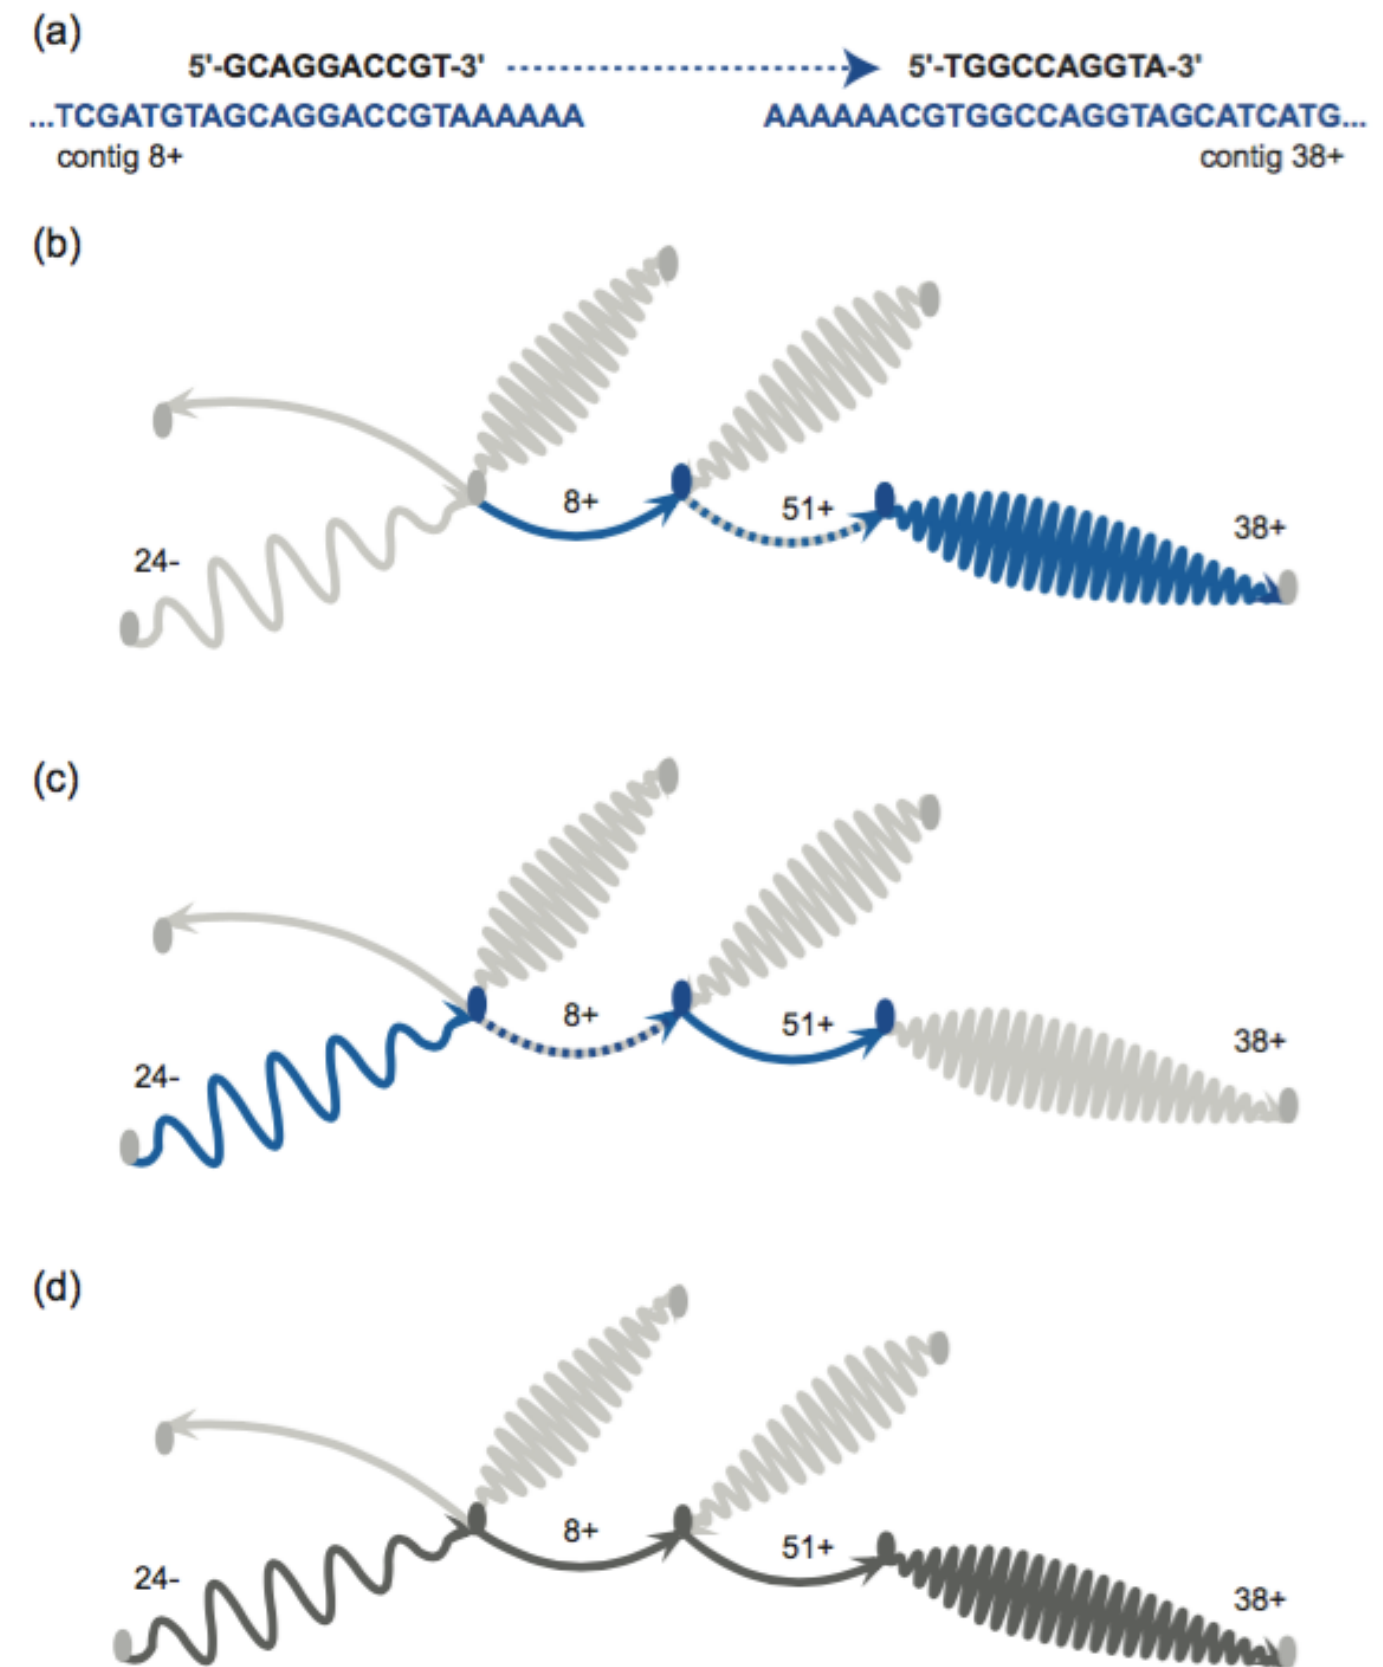 (a)
5'-GCAGGACCGT-3' 5'-TGGCCAGGTA-3'
...TCGATGTAGCAGGACCGTAAAAAA AAAAAACGTGGCCAGGTAGCATCATG...
contig 8+ contig 38+
(b)
8+
51+
38+
24-
(c)
8+
51+
38+
24-
(d)
8+
51+
24-
38+